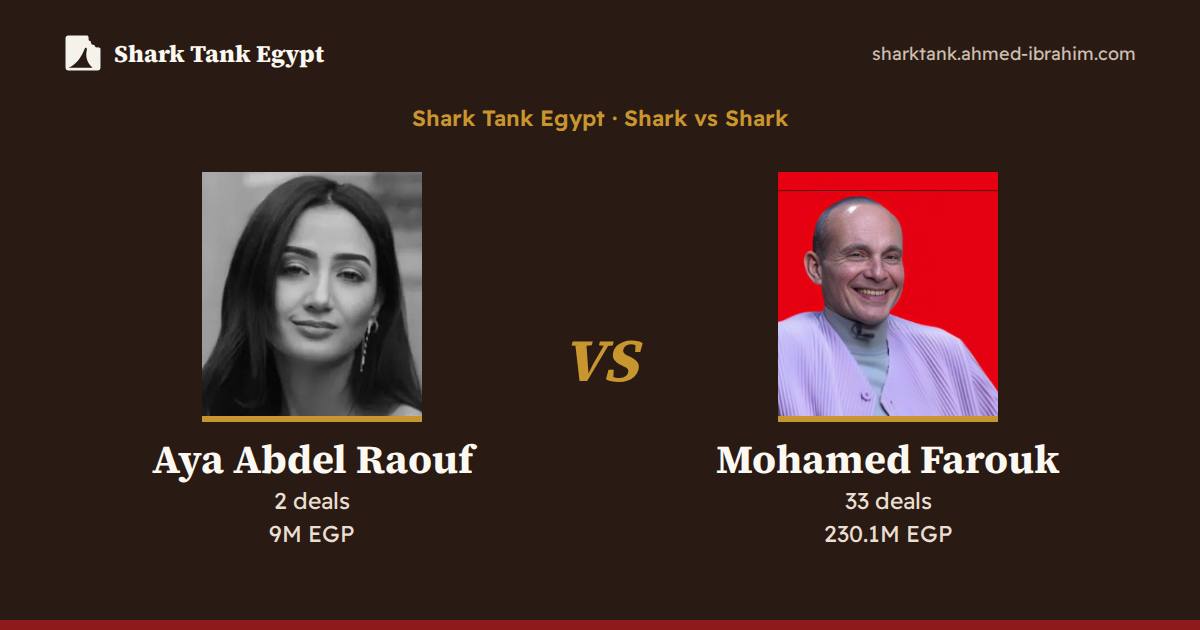 Shark Tank Egypt
sharktank.ahmed-ibrahim.com
Shark Tank Egypt · Shark vs Shark
vs
Aya Abdel Raouf
2 deals
9M EGP
Mohamed Farouk
33 deals
230.1M EGP